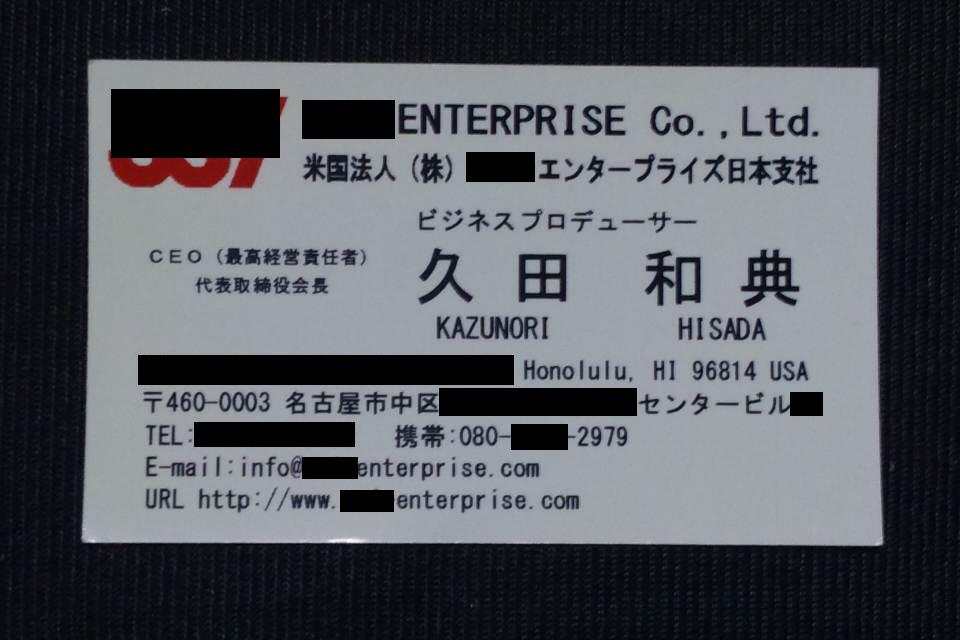 ENTERPRISE Co.,Ltd.
米国法人（株） エンタープライズ日本支社
ビジネスプロデューサー
CEO（最高経営責任者）
代表取締役会長
久田 和典
KAZUNORI HISADA
Honolulu, HI 96814 USA
〒460-0003 名古屋市中区 センタービル
TEL: 携帯:080- -2979
E-mail:info@ enterprise.com
URL http://www. enterprise.com